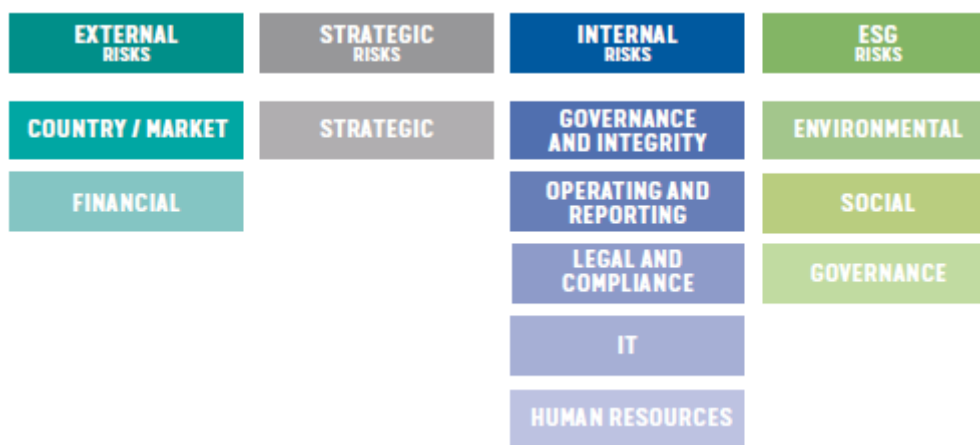 EXTERNAL
RISKS
STRATEGIC
RISKS
INTERNAL
RISKS
ESG
RISKS
COUNTRY / MARKET
STRATEGIC
GOVERNANCE
AND INTEGRITY
ENVIRONMENTAL
FINANCIAL
OPERATING AND
REPORTING
SOCIAL
LEGAL AND
COMPLIANCE
GOVERNANCE
IT
HUMAN RESOURCES